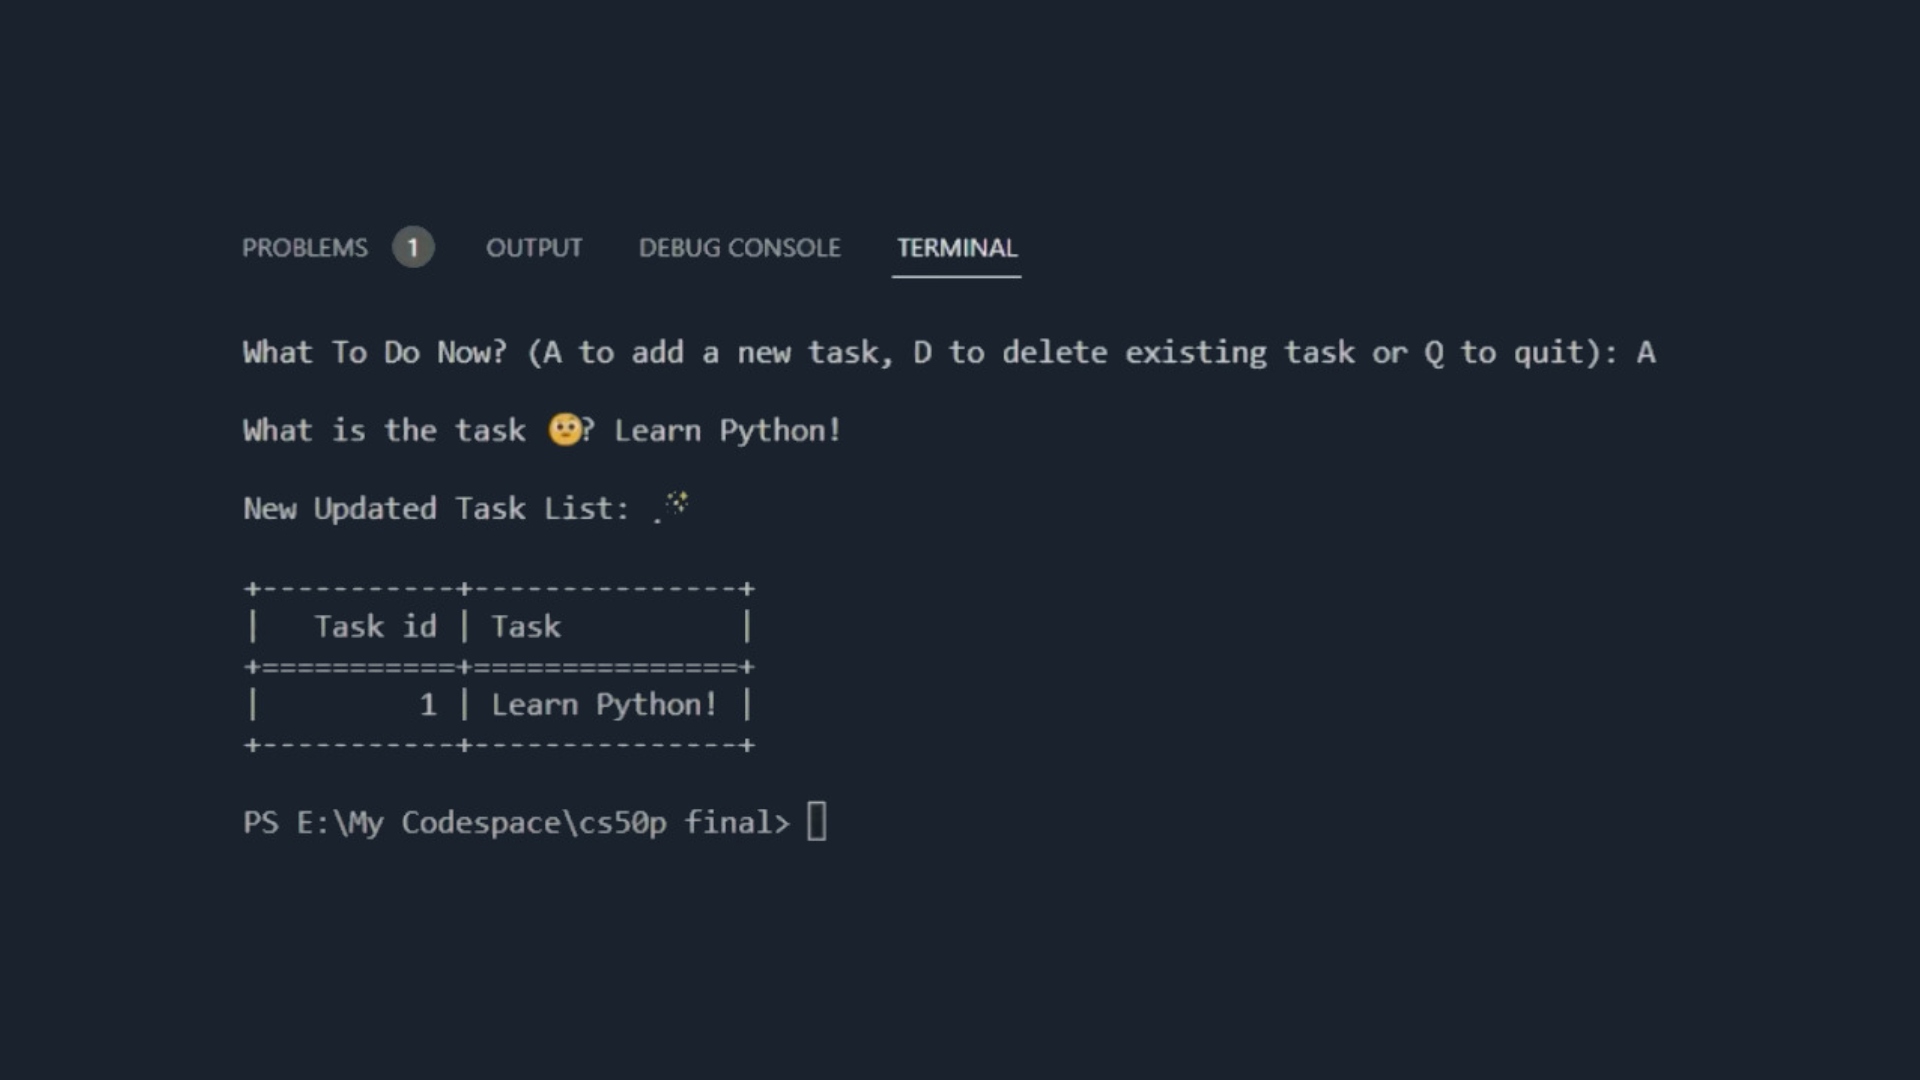 PROBLEMS 1 OUTPUT DEBUG CONSOLE TERMINAL
What To Do Now? (A to add a new task, D to delete existing task or Q to quit): A
What is the task 🤨? Learn Python!
New Updated Task List: 🪄
+-----------+---------------+
|   Task id | Task          |
+===========+===============+
|         1 | Learn Python! |
+-----------+---------------+
PS E:\My Codespace\cs50p final>